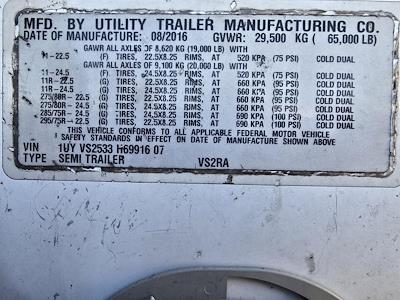 MFD. BY UTILITY TRAILER MANUFACTURING CO.
DATE OF MANUFACTURE: 08/2016 GVWR: 29,500 KG ( 65,000 LB)
GAWR ALL AXLES OF 8,620 KG (19,000 LB) WITH
11-22.5 (F) TIRES, 22.5X8.25 RIMS, AT 520 KPA (75 PSI) COLD DUAL
GAWR ALL AXLES OF 9,100 KG (20,060 LB) WITH
11-24.5 (F) TIRES, 24.5X8.25 RIMS, AT 520 KPA (75 PSI) COLD DUAL
11R-22.5 (G) TIRES, 22.5X8.25 RIMS, AT 660 KPA (95 PSI) COLD DUAL
11R-24.5 (G) TIRES, 24.5X8.25 RIMS, AT 660 KPA (95 PSI) COLD DUAL
275/80R-22.5 (G) TIRES, 22.5X8.25 RIMS, AT 660 KPA (95 PSI) COLD DUAL
275/80R-24.5 (G) TIRES, 24.5X8.25 RIMS, AT 660 KPA (95 PSI) COLD DUAL
285/75R-24.5 (G) TIRES, 24.5X8.25 RIMS, AT 690 KPA (100 PSI) COLD DUAL
295/75R-22.5 (G) TIRES, 22.5X8.25 RIMS, AT 690 KPA (100 PSI) COLD DUAL
THIS VEHICLE CONFORMS TO ALL APPLICABLE FEDERAL MOTOR VEHICLE
SAFETY STANDARDS IN EFFECT ON DATE OF MANUFACTURE SHOWN ABOVE
VIN 1UY VS2533 H69916 07
TYPE SEMI TRAILER VS2RA